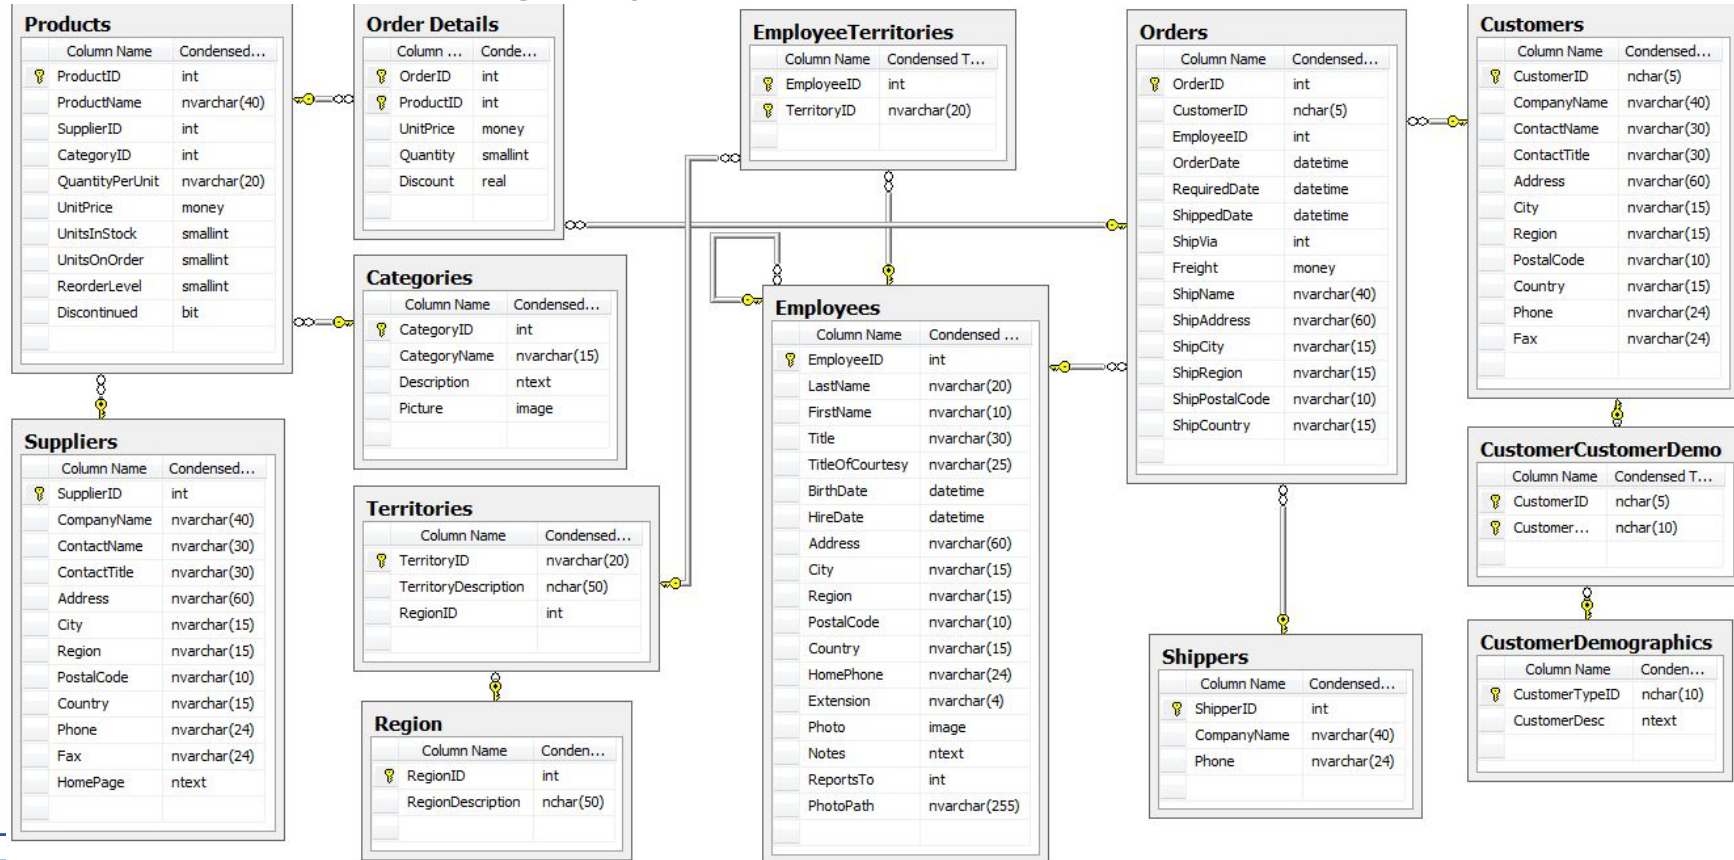 Products
Column Name Condensed...
ProductID int
ProductName nvarchar(40)
SupplierID int
CategoryID int
QuantityPerUnit nvarchar(20)
UnitPrice money
UnitsInStock smallint
UnitsOnOrder smallint
ReorderLevel smallint
Discontinued bit
Suppliers
Column Name Condensed...
SupplierID int
CompanyName nvarchar(40)
ContactName nvarchar(30)
ContactTitle nvarchar(30)
Address nvarchar(60)
City nvarchar(15)
Region nvarchar(15)
PostalCode nvarchar(10)
Country nvarchar(15)
Phone nvarchar(24)
Fax nvarchar(24)
HomePage ntext
Order Details
Column ... Conde...
OrderID int
ProductID int
UnitPrice money
Quantity smallint
Discount real
Categories
Column Name Condensed...
CategoryID int
CategoryName nvarchar(15)
Description ntext
Picture image
Territories
Column Name Condensed...
TerritoryID nvarchar(20)
TerritoryDescription nchar(50)
RegionID int
Region
Column Name Conden...
RegionID int
RegionDescription nchar(50)
EmployeeTerritories
Column Name Condensed T...
EmployeeID int
TerritoryID nvarchar(20)
Employees
Column Name Condensed ...
EmployeeID int
LastName nvarchar(20)
FirstName nvarchar(10)
Title nvarchar(30)
TitleOfCourtesy nvarchar(25)
BirthDate datetime
HireDate datetime
Address nvarchar(60)
City nvarchar(15)
Region nvarchar(15)
PostalCode nvarchar(10)
Country nvarchar(15)
HomePhone nvarchar(24)
Extension nvarchar(4)
Photo image
Notes ntext
ReportsTo int
PhotoPath nvarchar(255)
Orders
Column Name Condensed...
OrderID int
CustomerID nchar(5)
EmployeeID int
OrderDate datetime
RequiredDate datetime
ShippedDate datetime
ShipVia int
Freight money
ShipName nvarchar(40)
ShipAddress nvarchar(60)
ShipCity nvarchar(15)
ShipRegion nvarchar(15)
ShipPostalCode nvarchar(10)
ShipCountry nvarchar(15)
Shippers
Column Name Condensed...
ShipperID int
CompanyName nvarchar(40)
Phone nvarchar(24)
Customers
Column Name Condensed...
CustomerID nchar(5)
CompanyName nvarchar(40)
ContactName nvarchar(30)
ContactTitle nvarchar(30)
Address nvarchar(60)
City nvarchar(15)
Region nvarchar(15)
PostalCode nvarchar(10)
Country nvarchar(15)
Phone nvarchar(24)
Fax nvarchar(24)
CustomerCustomerDemo
Column Name Condensed T...
CustomerID nchar(5)
Customer... nchar(10)
CustomerDemographics
Column Name Conden...
CustomerTypeID nchar(10)
CustomerDesc ntext